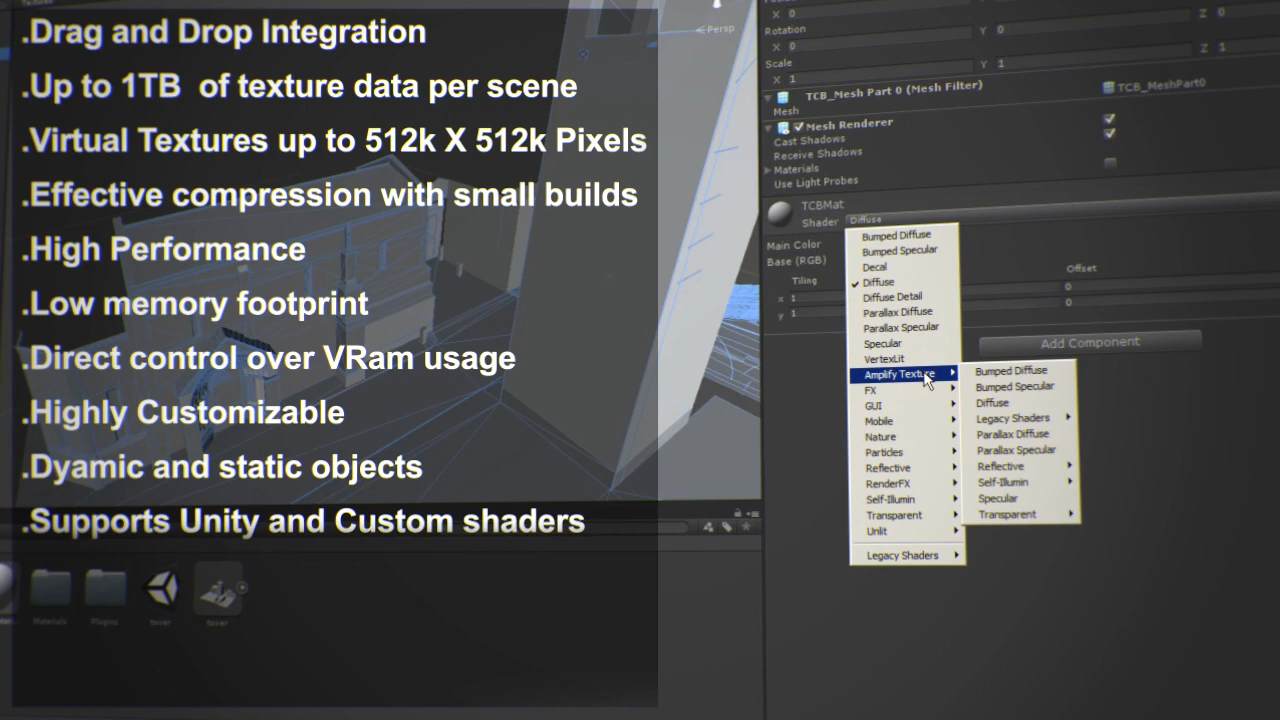 .Drag and Drop Integration
.Up to 1TB of texture data per scene
.Virtual Textures up to 512k X 512k Pixels
.Effective compression with small builds
.High Performance
.Low memory footprint
.Direct control over VRam usage
.Highly Customizable
.Dyamic and static objects
.Supports Unity and Custom shaders
Persp
X 0
Z 0
Rotation
X 0 Y 0
Scale
X 1 Y 1 Z 1
TCB_Mesh Part 0 (Mesh Filter)
Mesh TCB_MeshPart0
Mesh Renderer
Cast Shadows
Receive Shadows
Materials
Use Light Probes
TCBMat
Shader Diffuse
Main Color
Base (RGB)
Tiling Offset
x 1 0
y 1 0
Add Component
Bumped Diffuse
Bumped Specular
Decal
Diffuse
Diffuse Detail
Parallax Diffuse
Parallax Specular
Specular
VertexLit
Amplify Texture
FX
GUI
Mobile
Nature
Particles
Reflective
RenderFX
Self-Illumin
Transparent
Unlit
Legacy Shaders
Bumped Diffuse
Bumped Specular
Diffuse
Legacy Shaders
Parallax Diffuse
Parallax Specular
Reflective
Self-Illumin
Specular
Transparent
Materials
Plugins
tower
tower